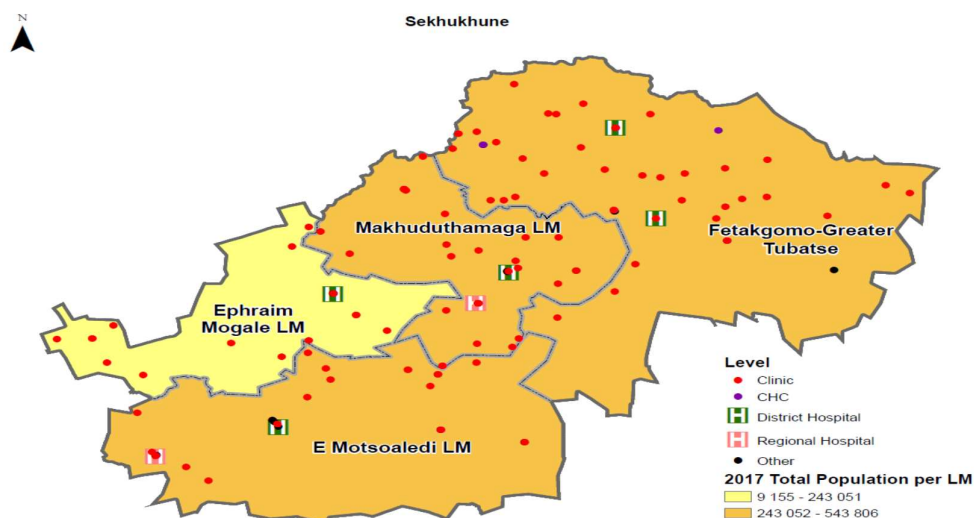 Sekhukhune
N
Makhuduthamaga LM
Fetakgomo-Greater
Tubatse
Ephraim
Mogale LM
E Motsoaledi LM
Level
Clinic
CHC
H District Hospital
H Regional Hospital
Other
2017 Total Population per LM
9 155 - 243 051
243 052 - 543 806